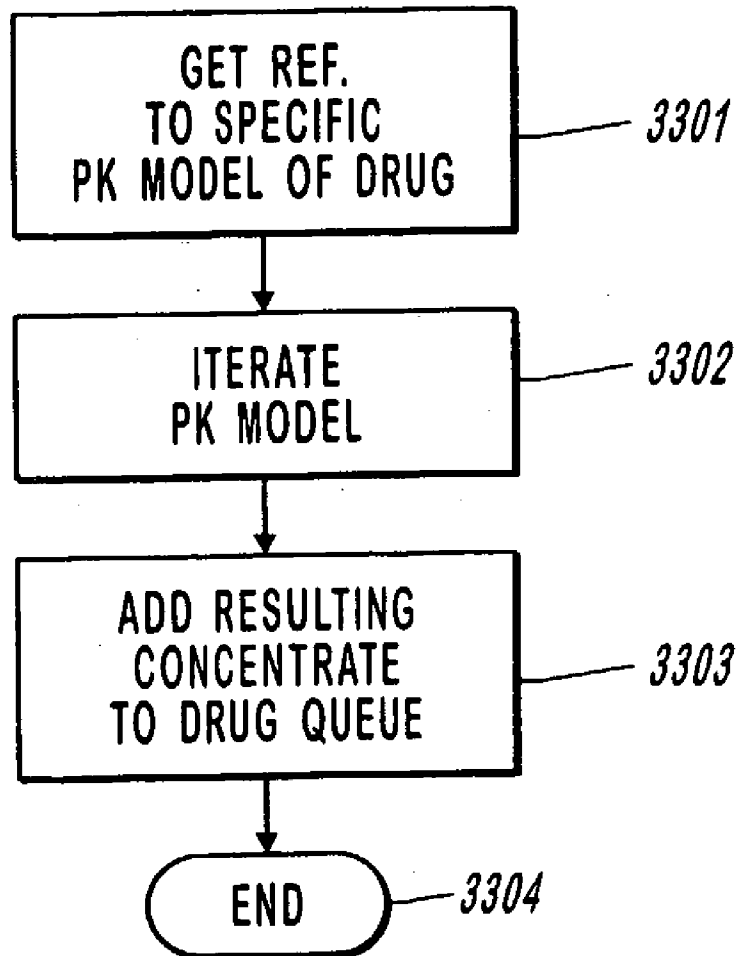 GET REF.
TO SPECIFIC
PK MODEL OF DRUG
3301
ITERATE
PK MODEL
3302
ADD RESULTING
CONCENTRATE
TO DRUG QUEUE
3303
END
3304